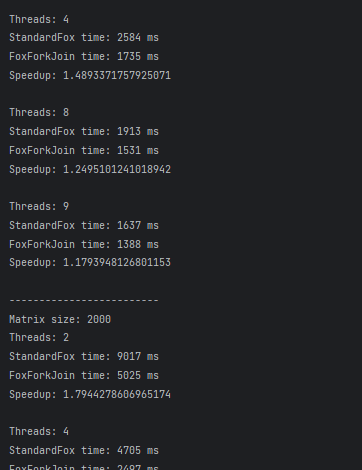 Threads: 4
StandardFox time: 2584 ms
FoxForkJoin time: 1735 ms
Speedup: 1.4893371757925071
Threads: 8
StandardFox time: 1913 ms
FoxForkJoin time: 1531 ms
Speedup: 1.2495101241018942
Threads: 9
StandardFox time: 1637 ms
FoxForkJoin time: 1388 ms
Speedup: 1.1793948126801153
-------------------------
Matrix size: 2000
Threads: 2
StandardFox time: 9017 ms
FoxForkJoin time: 5025 ms
Speedup: 1.7944278606965174
Threads: 4
StandardFox time: 4705 ms
FoxForkJoin time: 2497 ms